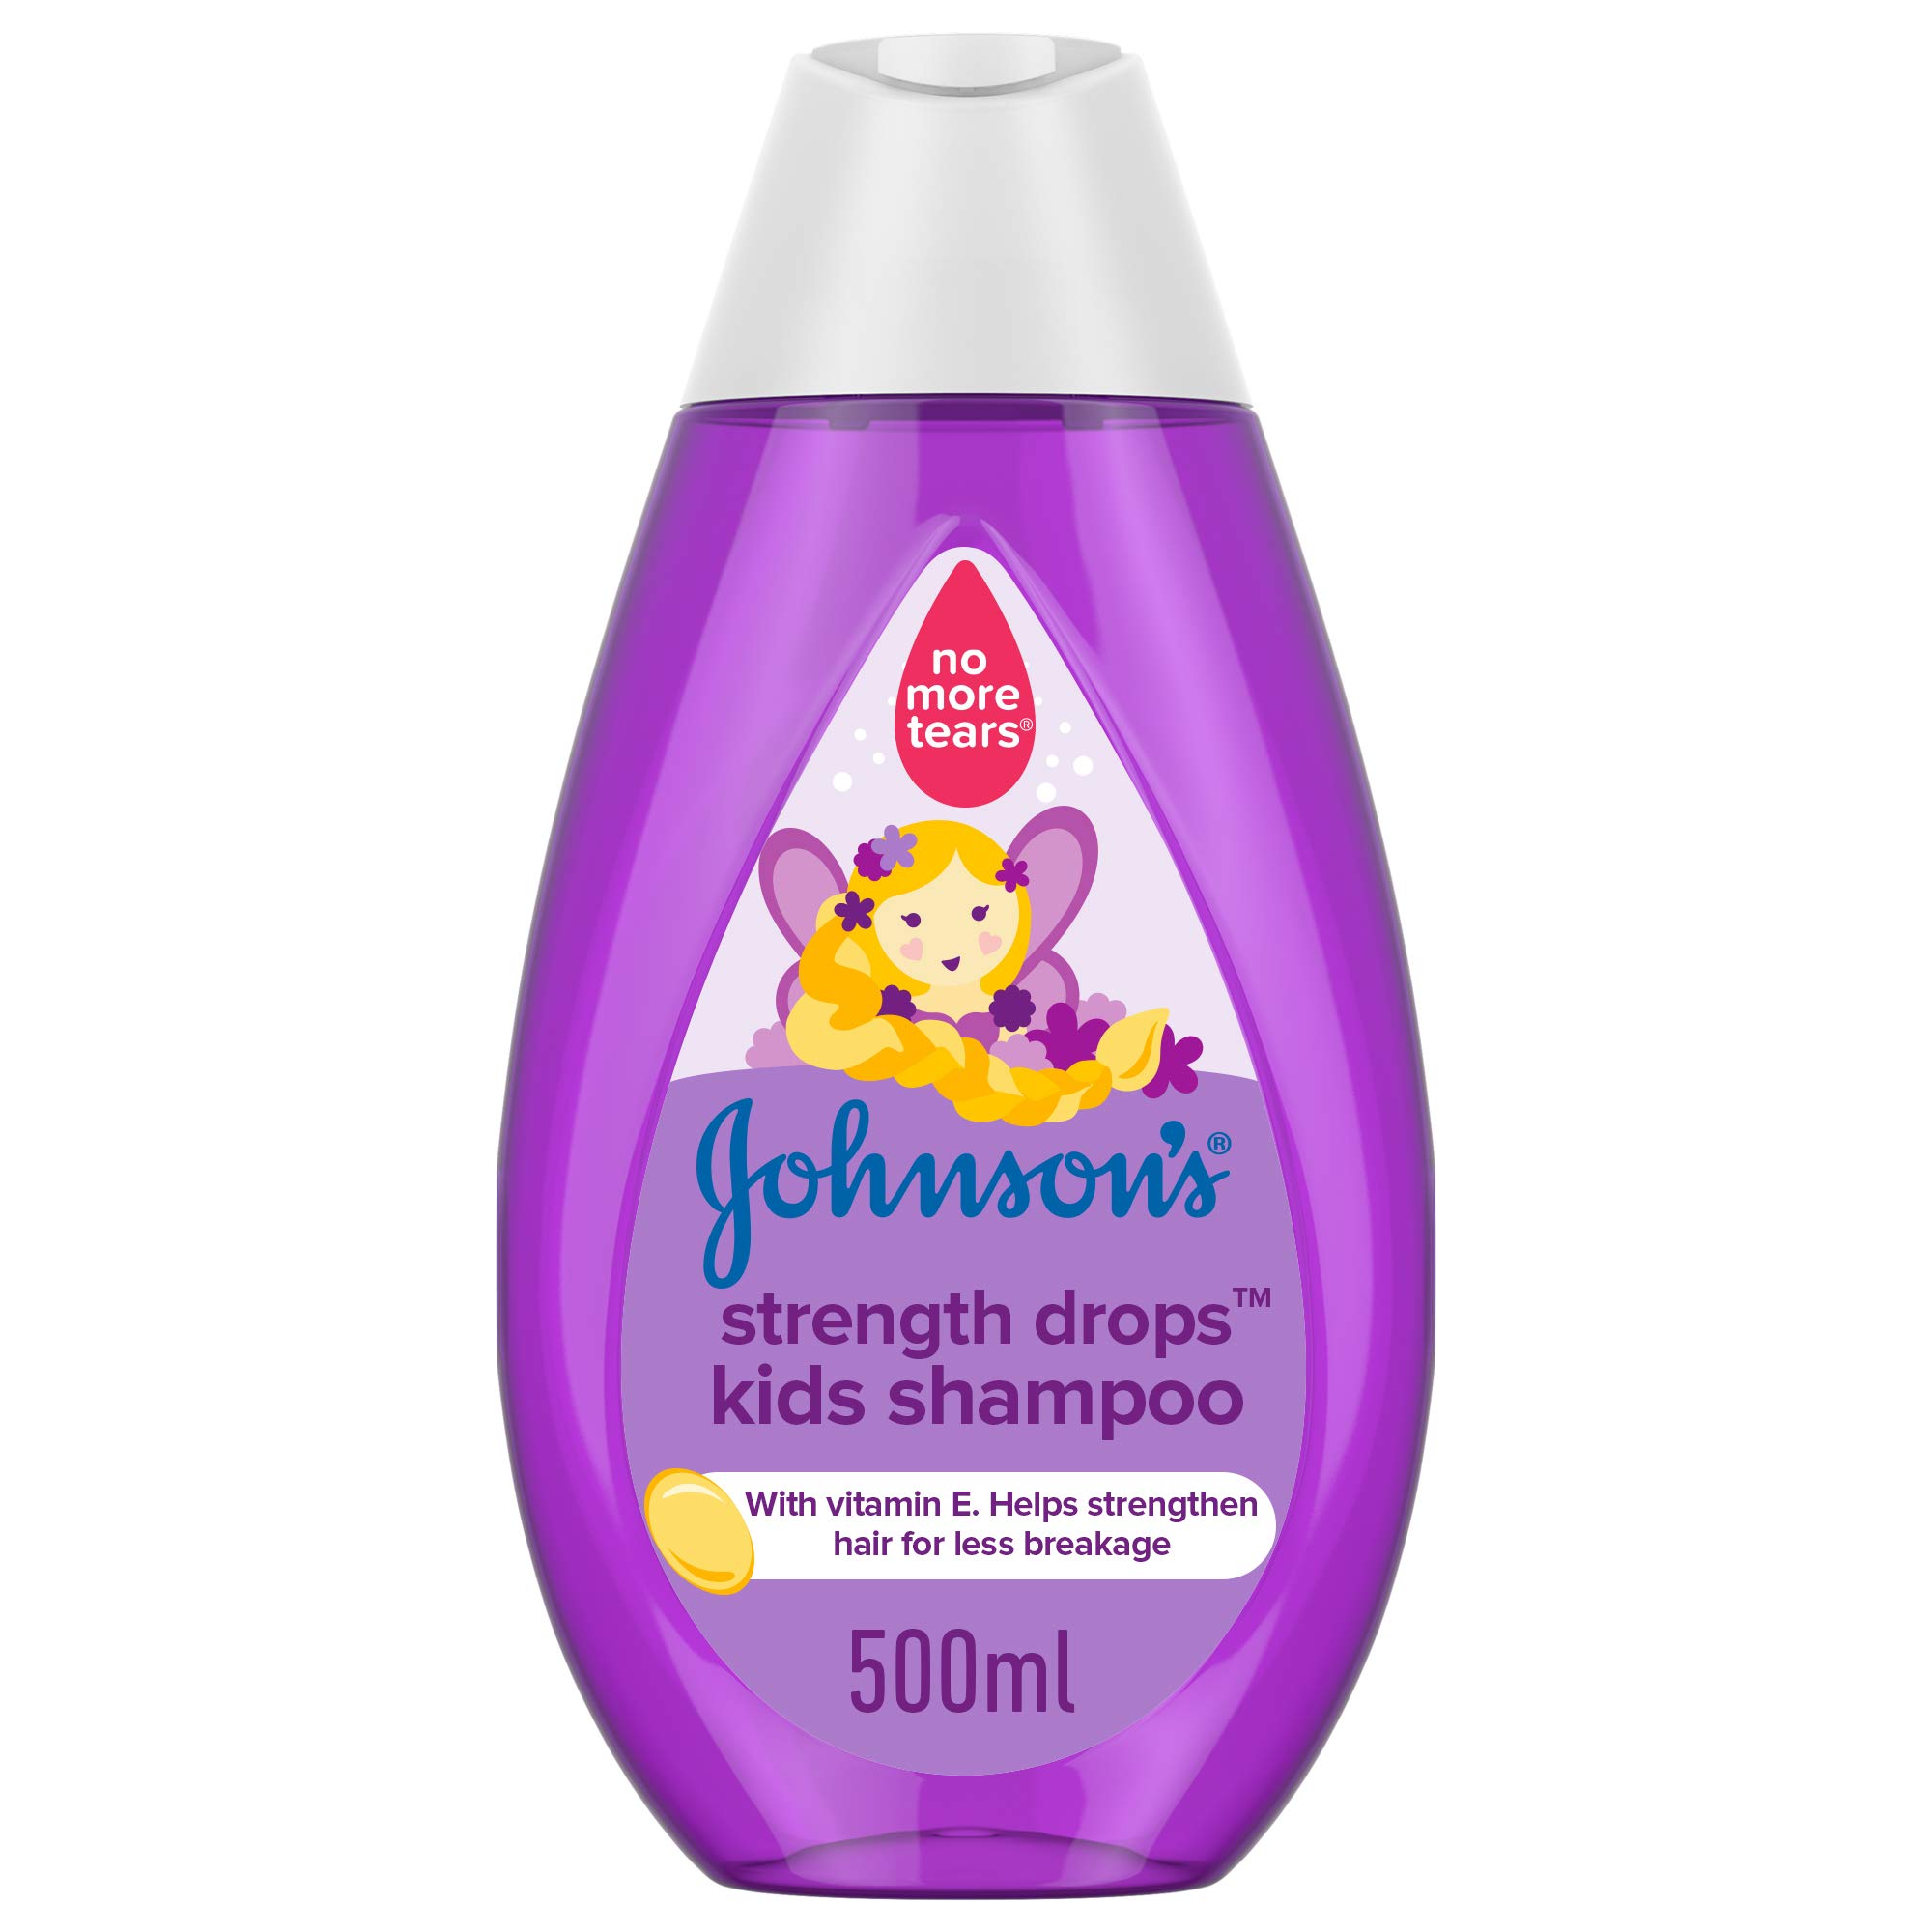 no
more
tears®
Johnson's®
strength drops™
kids shampoo
With vitamin E. Helps strengthen
hair for less breakage
500ml